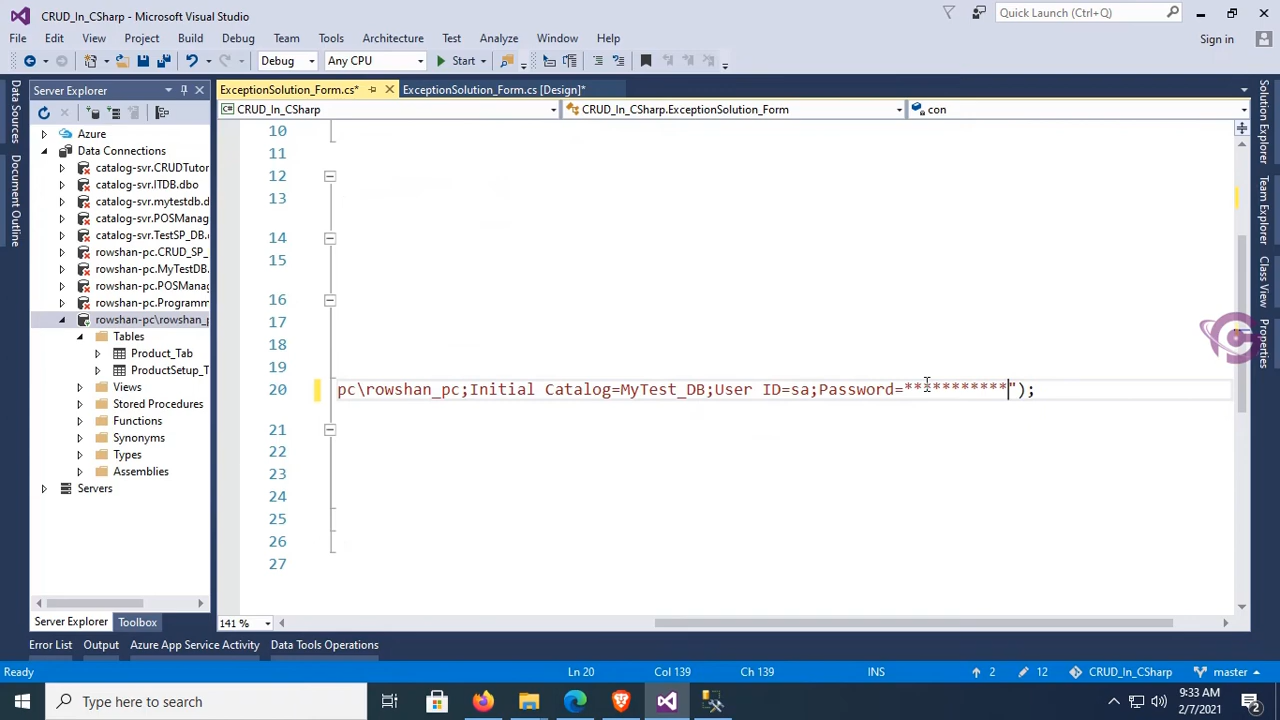 CRUD_In_CSharp - Microsoft Visual Studio
Quick Launch (Ctrl+Q)
File Edit View Project Build Debug Team Tools Architecture Test Analyze Window Help
Sign in
Debug Any CPU Start
Server Explorer
ExceptionSolution_Form.cs*
ExceptionSolution_Form.cs [Design]*
CRUD_In_CSharp
CRUD_In_CSharp.ExceptionSolution_Form
con
Data Sources
Document Outline
Azure
Data Connections
catalog-svr.CRUDTutor
catalog-svr.ITDB.dbo
catalog-svr.mytestdb.d
catalog-svr.POSManag
catalog-svr.TestSP_DB.
rowshan-pc.CRUD_SP_
rowshan-pc.MyTestDB.
rowshan-pc.POSManag
rowshan-pc.Programm
rowshan-pc\rowshan_p
Tables
Product_Tab
ProductSetup_T
Views
Stored Procedures
Functions
Synonyms
Types
Assemblies
Servers
10
11
12
13
14
15
16
17
18
19
20 pc\rowshan_pc;Initial Catalog=MyTest_DB;User ID=sa;Password=***********");
21
22
23
24
25
26
27
Solution Explorer
Team Explorer
Class View
Properties
Server Explorer Toolbox
141 %
Error List Output Azure App Service Activity Data Tools Operations
Ready Ln 20 Col 139 Ch 139 INS 2 12 CRUD_In_CSharp master
Type here to search
9:33 AM
2/7/2021
2